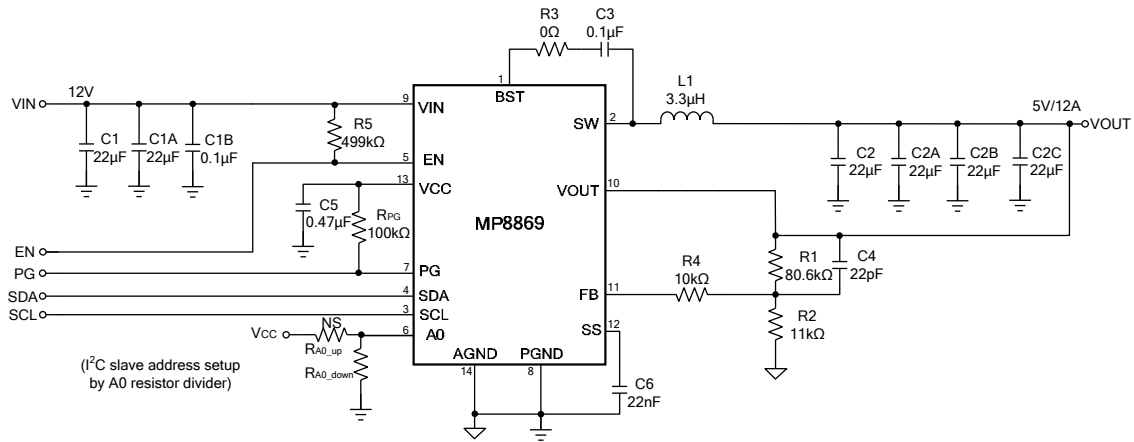 R3
0Ω
C3
0.1µF
1
BST
L1
3.3µH
12V
VIN
9
VIN
SW
2
5V/12A
VOUT
C1
22µF
C1A
22µF
C1B
0.1µF
R5
499kΩ
5
EN
C2
22µF
C2A
22µF
C2B
22µF
C2C
22µF
13
VCC
VOUT
10
C5
0.47µF
RPG
100kΩ
MP8869
EN
R1
80.6kΩ
C4
22pF
PG
7
PG
R4
10kΩ
SDA
4
SDA
FB
11
SCL
3
SCL
R2
11kΩ
VCC
NS
6
A0
SS
12
RA0_up
RA0_down
AGND
PGND
14
8
(I²C slave address setup
by A0 resistor divider)
C6
22nF